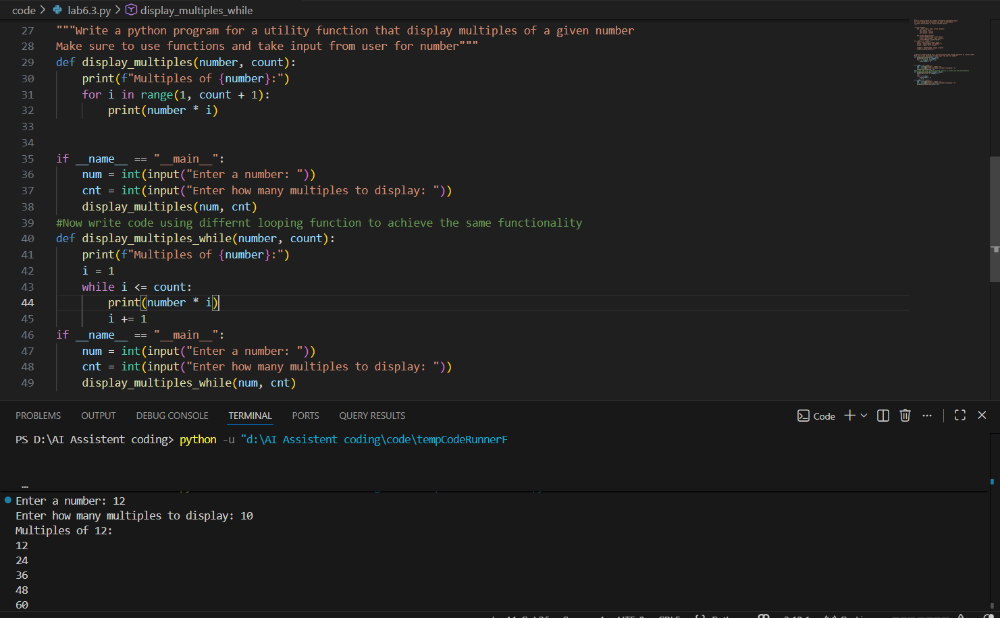 code > lab6.3.py > display_multiples_while
27 """Write a python program for a utility function that display multiples of a given number
28 Make sure to use functions and take input from user for number"""
29 def display_multiples(number, count):
30     print(f"Multiples of {number}:")
31     for i in range(1, count + 1):
32         print(number * i)
33
34
35 if __name__ == "__main__":
36     num = int(input("Enter a number: "))
37     cnt = int(input("Enter how many multiples to display: "))
38     display_multiples(num, cnt)
39 #Now write code using differnt looping function to achieve the same functionality
40 def display_multiples_while(number, count):
41     print(f"Multiples of {number}:")
42     i = 1
43     while i <= count:
44         print(number * i)
45         i += 1
46 if __name__ == "__main__":
47     num = int(input("Enter a number: "))
48     cnt = int(input("Enter how many multiples to display: "))
49     display_multiples_while(num, cnt)
PROBLEMS OUTPUT DEBUG CONSOLE TERMINAL PORTS QUERY RESULTS Code
PS D:\AI Assistent coding> python -u "d:\AI Assistent coding\code\tempCodeRunnerF
...
Enter a number: 12
Enter how many multiples to display: 10
Multiples of 12:
12
24
36
48
60